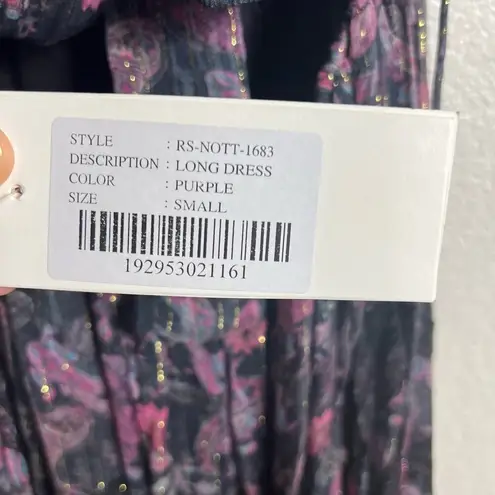 STYLE : RS-NOTT-1683
DESCRIPTION : LONG DRESS
COLOR : PURPLE
SIZE : SMALL
192953021161